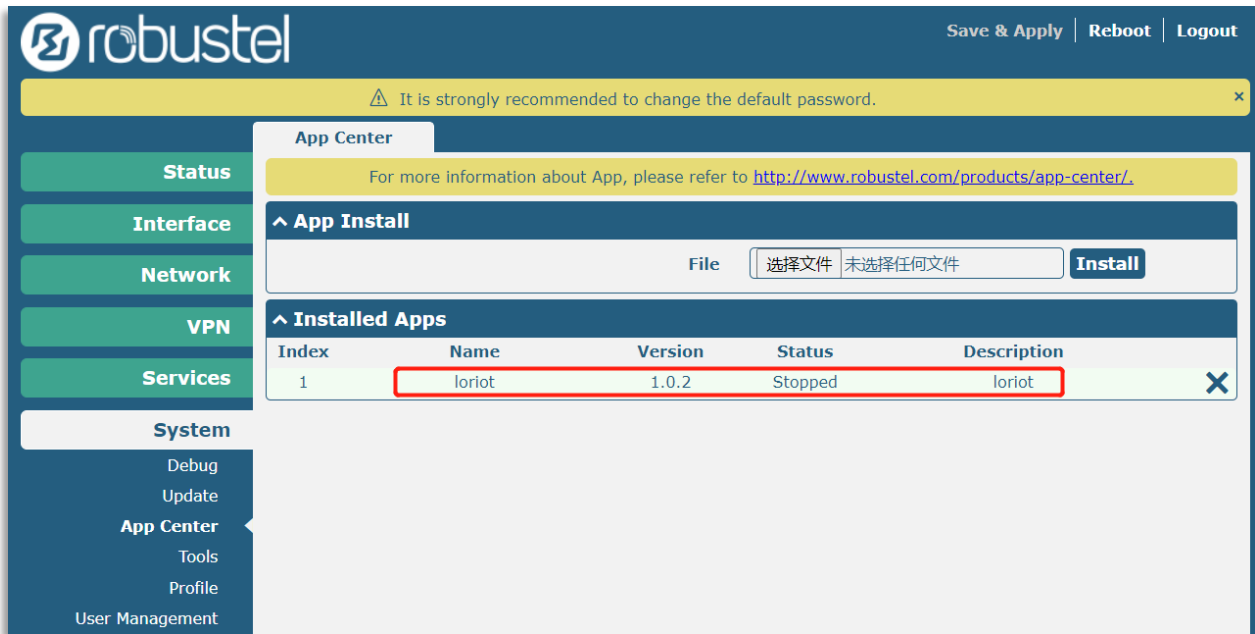 robustel
Save & Apply | Reboot | Logout
It is strongly recommended to change the default password.
App Center
Status
For more information about App, please refer to http://www.robustel.com/products/app-center/.
Interface
App Install
File 选择文件 未选择任何文件 Install
Network
VPN
Installed Apps
Index Name Version Status Description
Services
1 loriot 1.0.2 Stopped loriot
System
Debug
Update
App Center
Tools
Profile
User Management